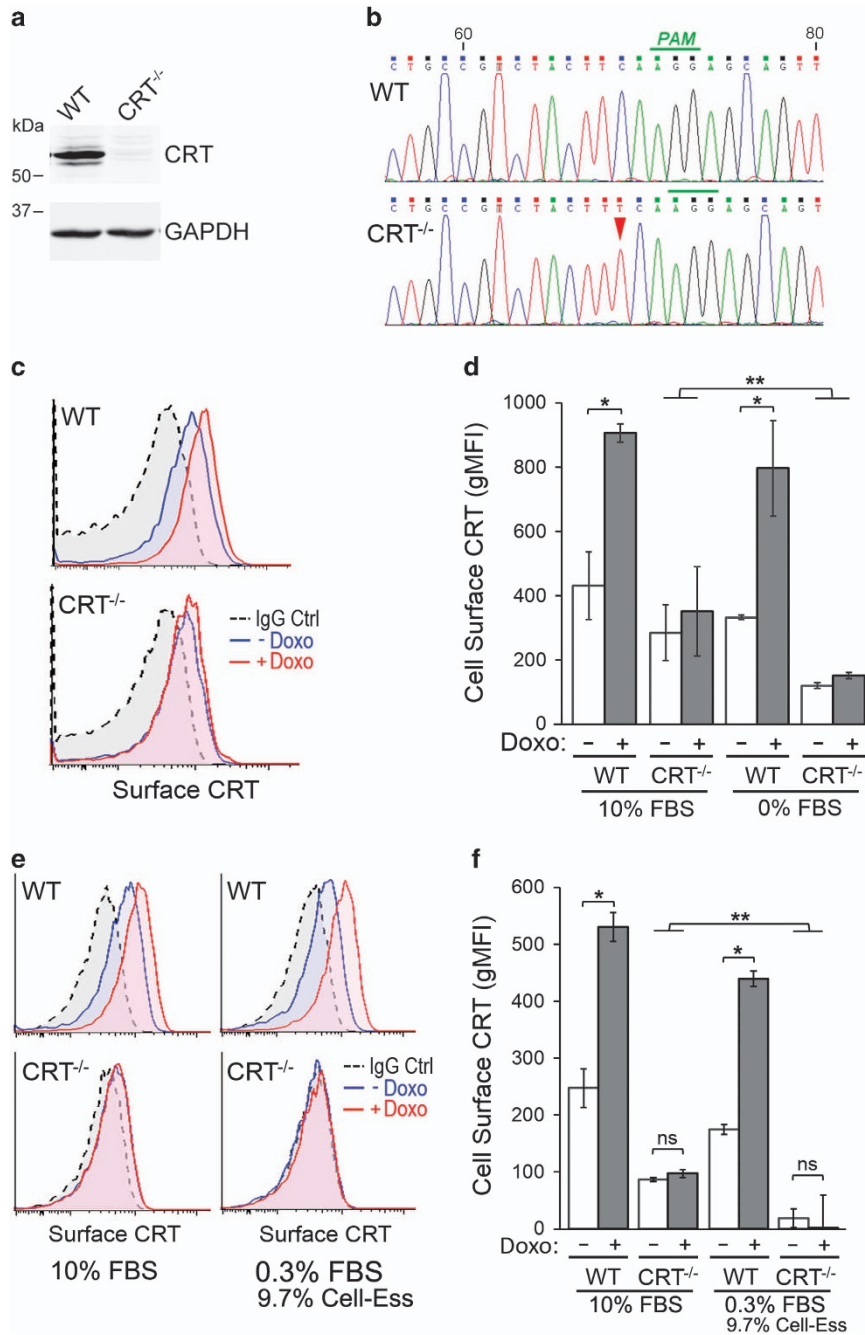 a
WT
CRT-/-
kDa
50–
CRT
37–
GAPDH
b
60
PAM
80
C T G C C G T C T A C T T C A A G G A G C A G T T
WT
C T G C C G T C T A C T T T C A A G G A G C A G T
CRT-/-
c
WT
CRT-/-
IgG Ctrl
- Doxo
+ Doxo
Surface CRT
d
Cell Surface CRT (gMFI)
1000
800
600
400
200
0
*
**
*
Doxo: – + – + – + – +
WT CRT-/- WT CRT-/-
10% FBS 0% FBS
e
WT
WT
CRT-/-
CRT-/-
IgG Ctrl
- Doxo
+ Doxo
Surface CRT
Surface CRT
10% FBS
0.3% FBS
9.7% Cell-Ess
f
Cell Surface CRT (gMFI)
600
500
400
300
200
100
0
*
**
*
ns
ns
Doxo: – + – + – + – +
WT CRT-/- WT CRT-/-
10% FBS 0.3% FBS
9.7% Cell-Ess